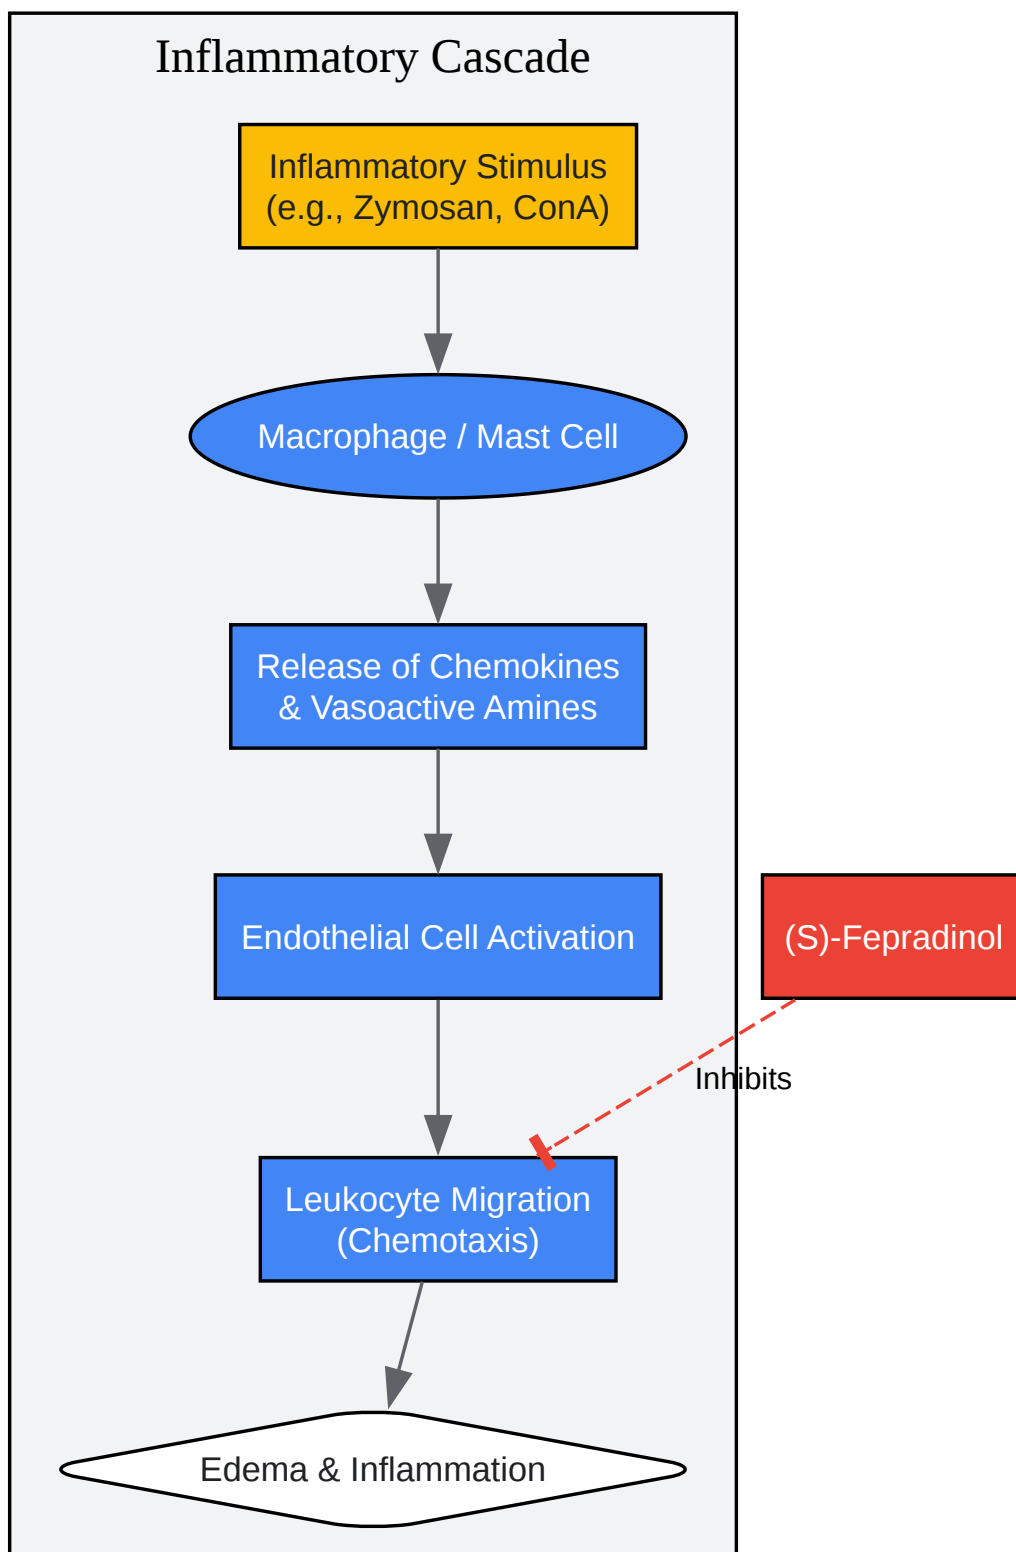 Inflammatory Cascade
Inflammatory Stimulus
(e.g., Zymosan, ConA)
Macrophage / Mast Cell
Release of Chemokines
& Vasoactive Amines
Endothelial Cell Activation
(S)-Fepradinol
Inhibits
Leukocyte Migration
(Chemotaxis)
Edema & Inflammation